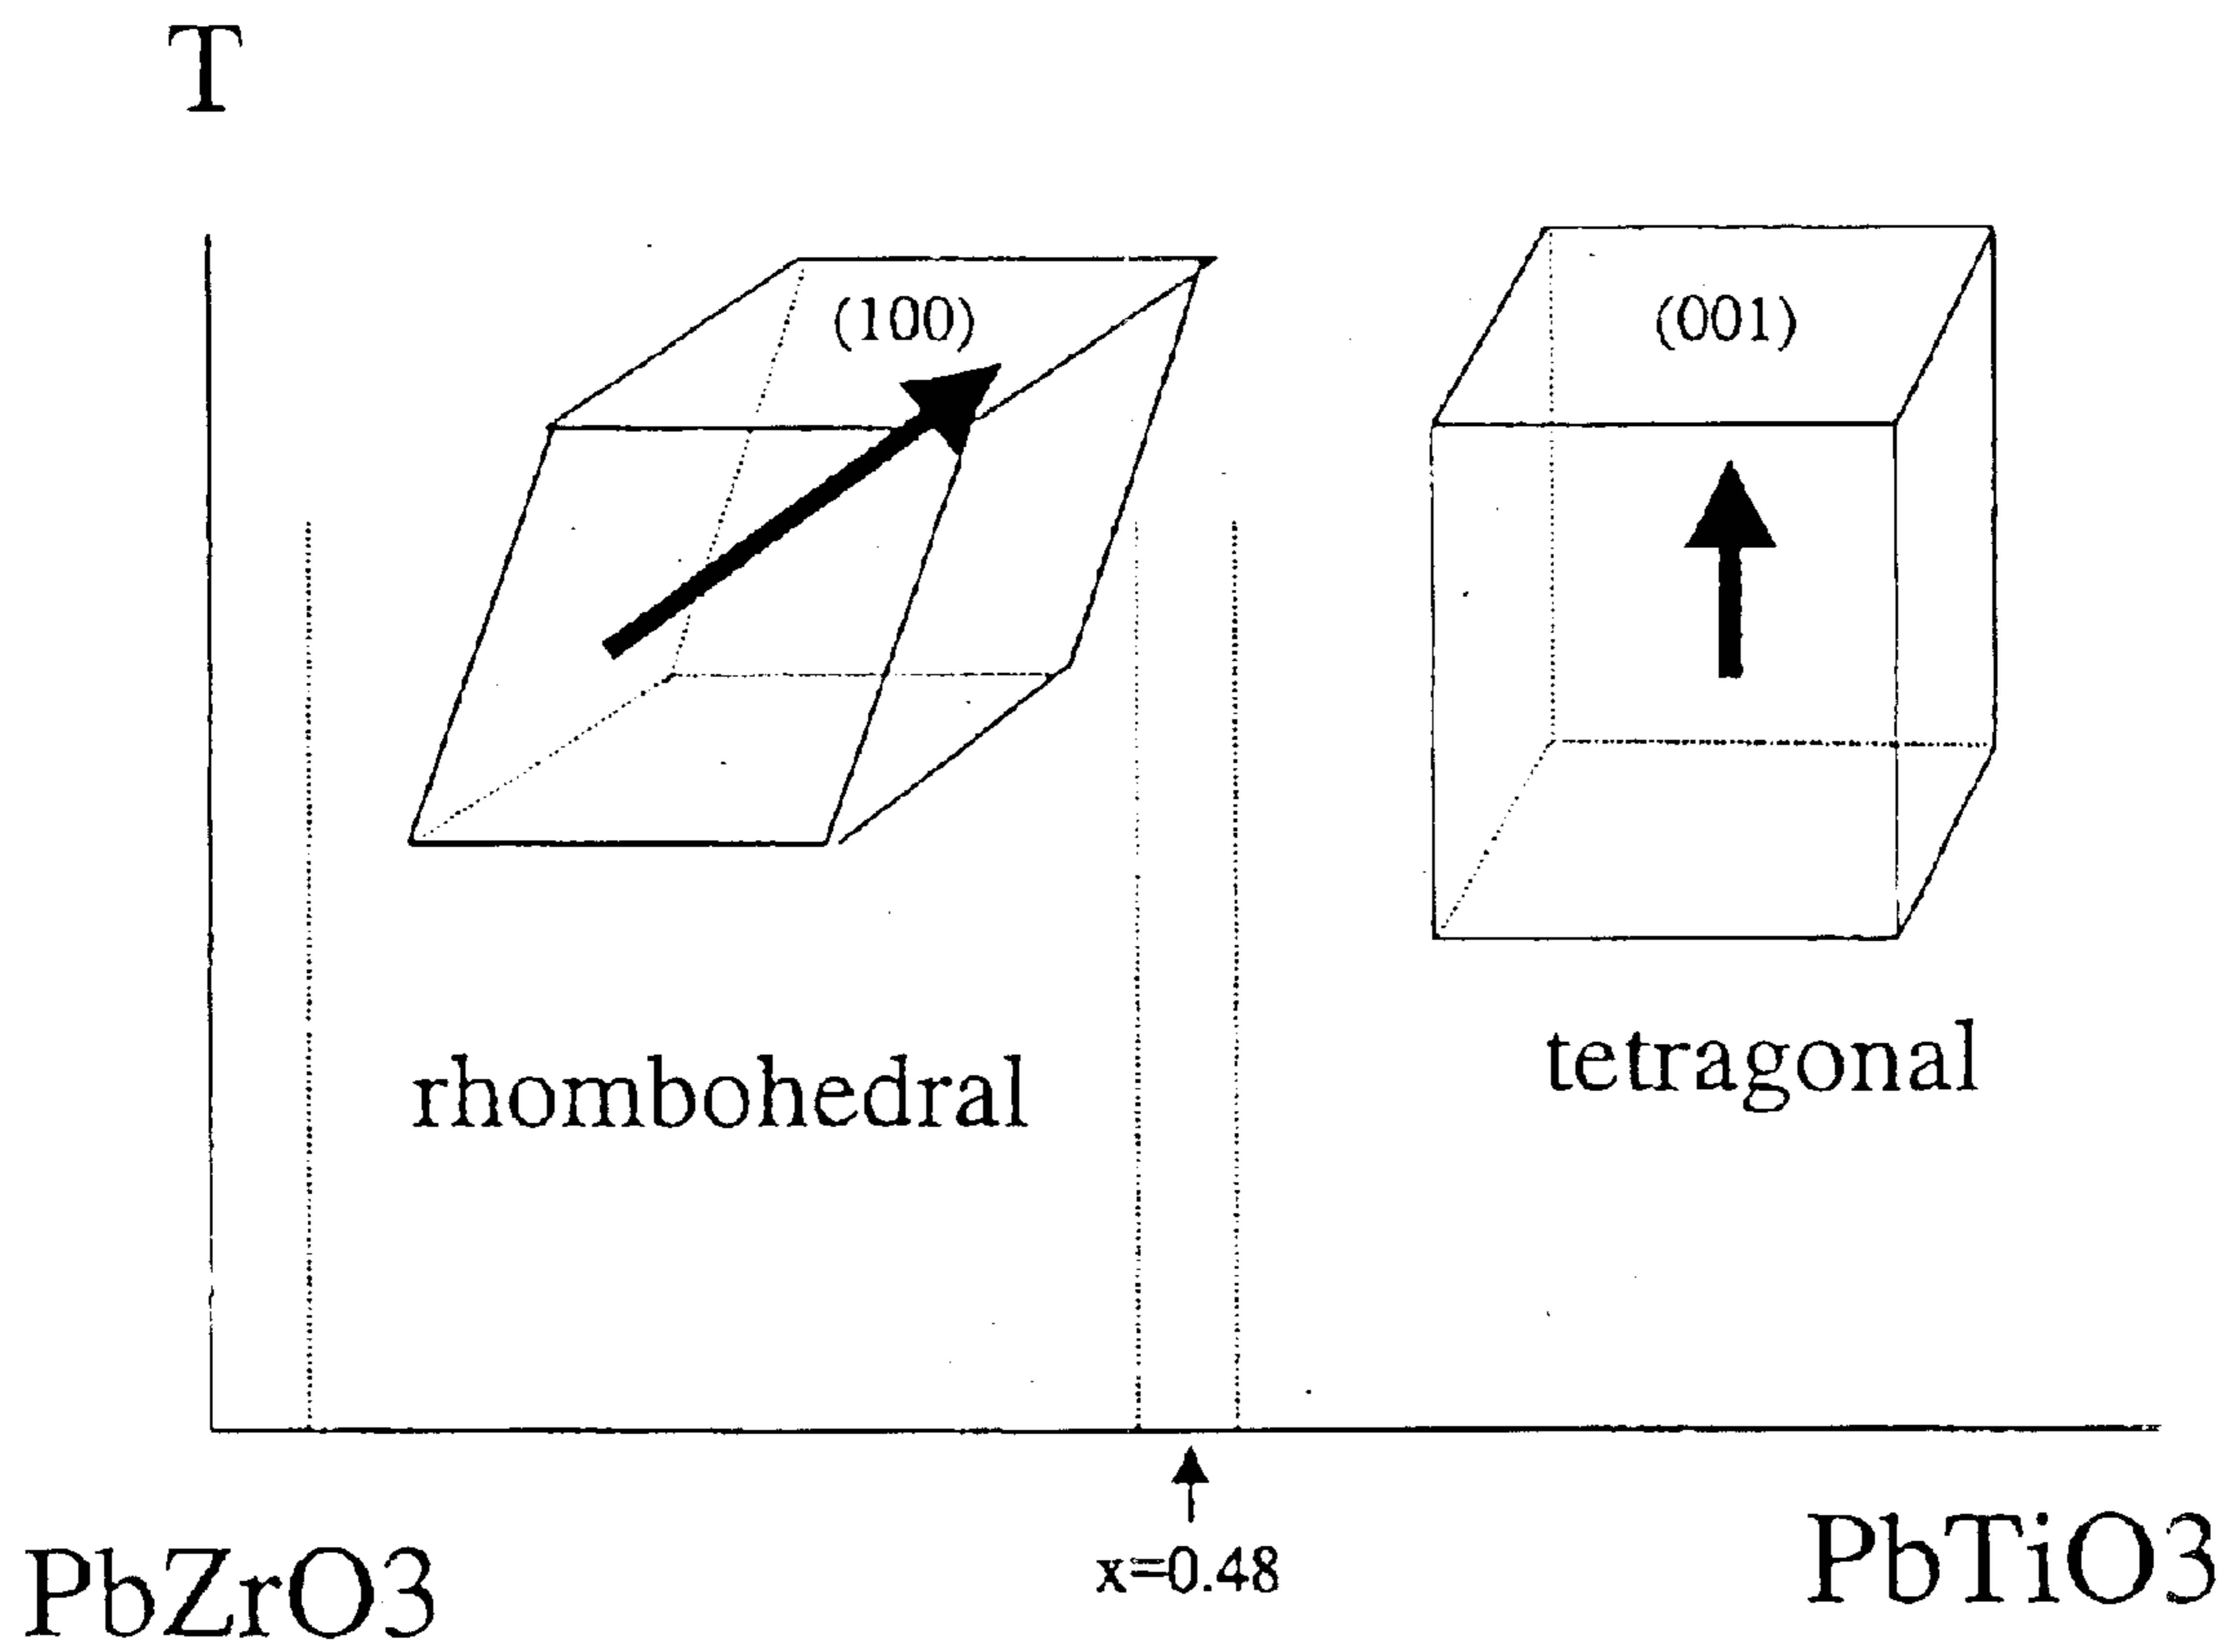 T
(100)
(001)
rhombohedral
tetragonal
x=0.48
PbZrO3
PbTiO3